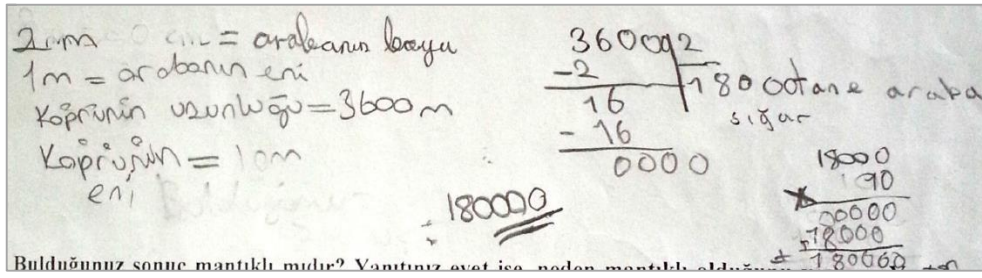 2 m = arabanın boyu
1m = arabanın eni
Köprünün uzunluğu = 3600 m
Köprünün = 10m
eni
36000 2
-2
16
- 16
0000
18000 tane araba
sığar
180000
18000
x 10
00000
+ 18000
180000
Bulduğunuz sonuç mantıklı mıdır? Yanıtınız evet ise, neden mantıklı olduğunu